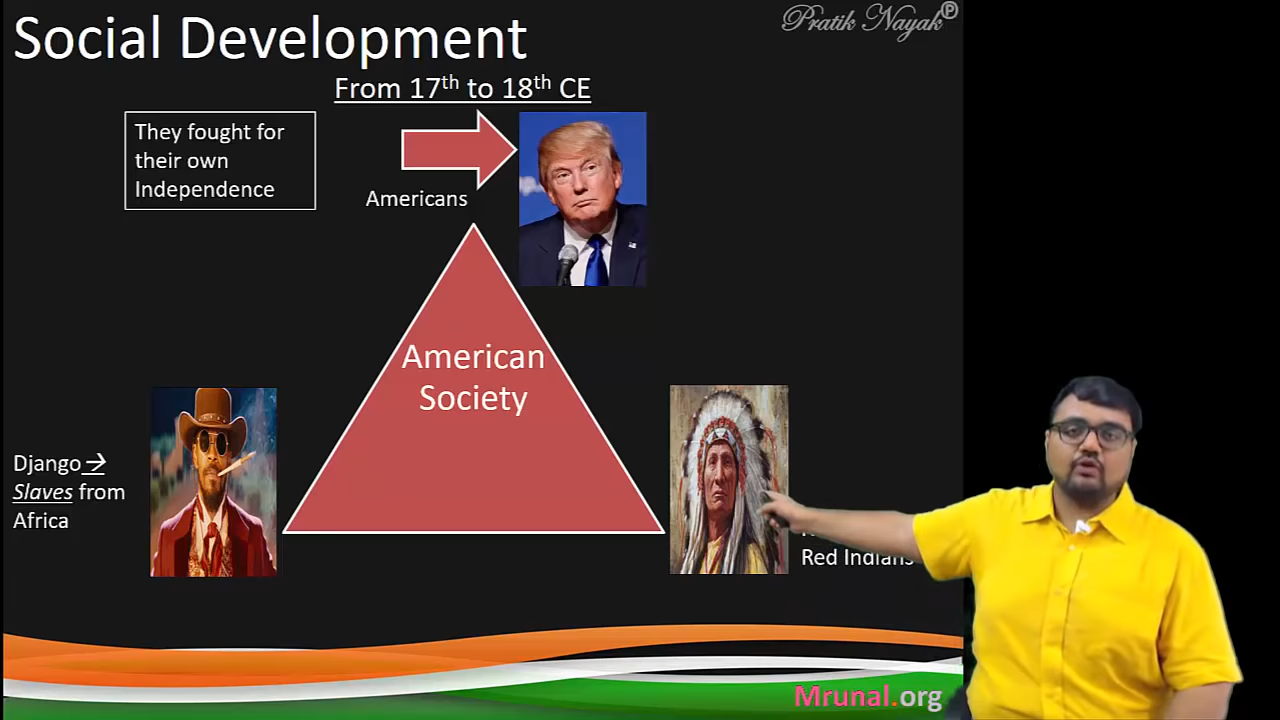 Social Development
Pratik Nayak Ⓟ
From 17th to 18th CE
They fought for
their own
Independence
Americans
American
Society
Django →
Slaves from
Africa
Red Indians
Mrunal.org